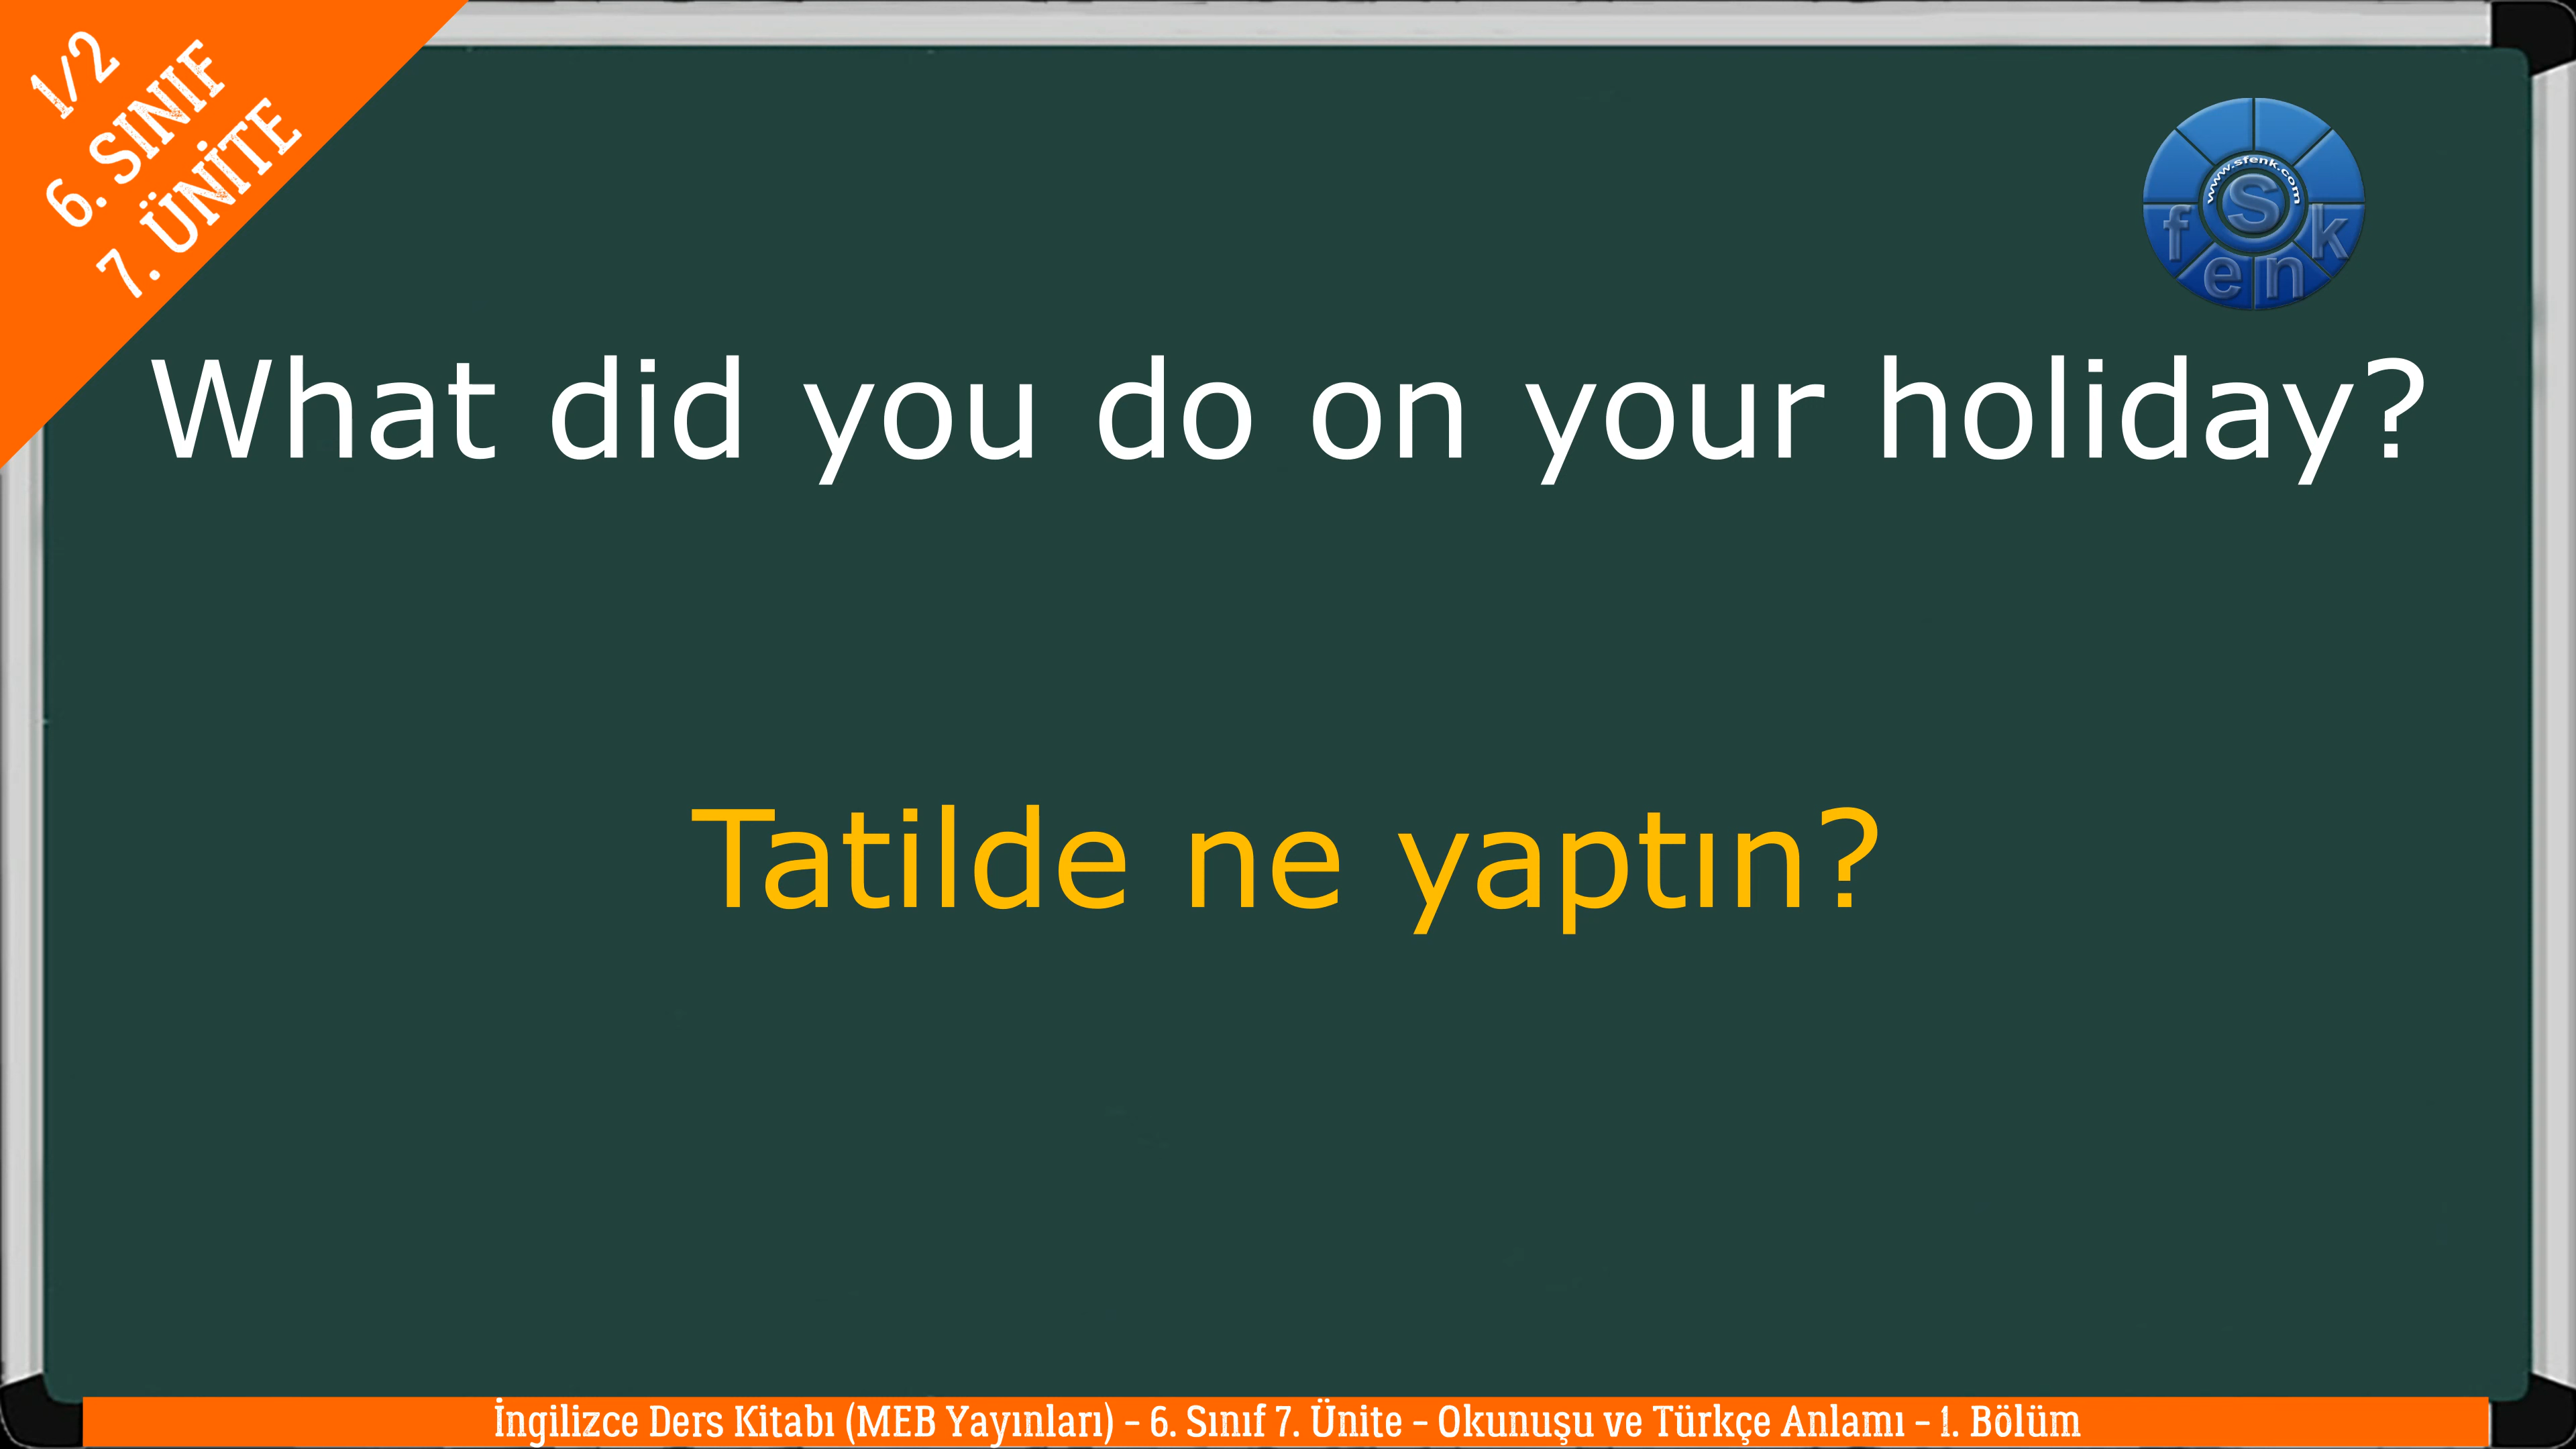 1/2
6. SINIF
7. ÜNİTE
www.sfenk.com
S
f e n k
What did you do on your holiday?
Tatilde ne yaptın?
İngilizce Ders Kitabı (MEB Yayınları) – 6. Sınıf 7. Ünite – Okunuşu ve Türkçe Anlamı – 1. Bölüm